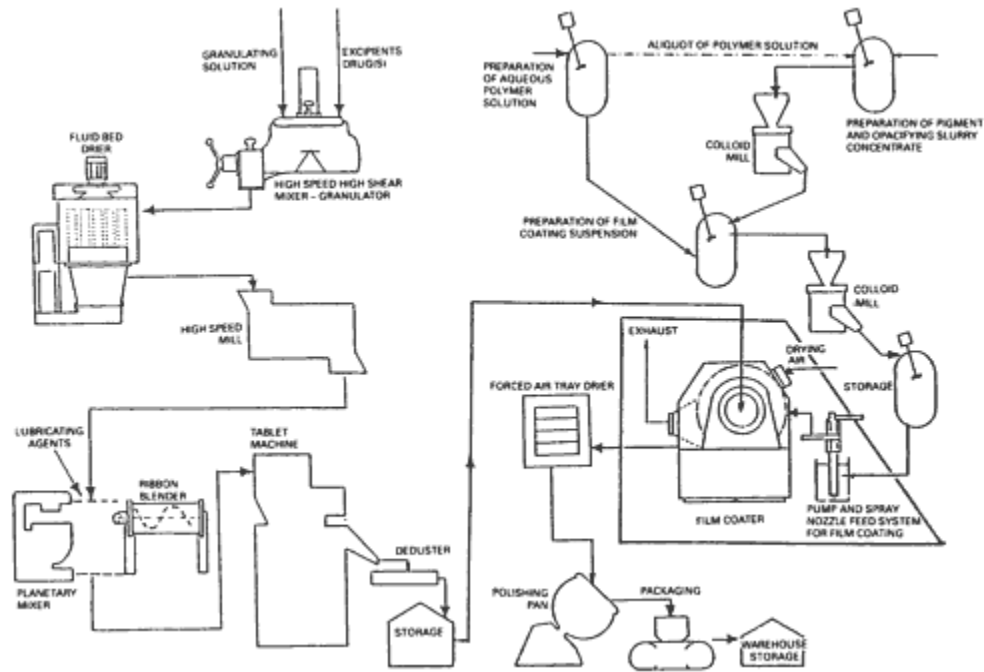 GRANULATING
SOLUTION
EXCIPIENTS
DRUG(S)
FLUID BED
DRIER
HIGH SPEED HIGH SHEAR
MIXER – GRANULATOR
HIGH SPEED
MILL
LUBRICATING
AGENTS
RIBBON
BLENDER
PLANETARY
MIXER
TABLET
MACHINE
DEDUSTER
STORAGE
PREPARATION
OF AQUEOUS
POLYMER
SOLUTION
ALIQUOT OF POLYMER SOLUTION
PREPARATION OF PIGMENT
AND OPACIFYING SLURRY
CONCENTRATE
COLLOID
MILL
PREPARATION OF FILM
COATING SUSPENSION
COLLOID
MILL
STORAGE
EXHAUST
DRYING
AIR
FORCED AIR TRAY DRIER
FILM COATER
PUMP AND SPRAY
NOZZLE FEED SYSTEM
FOR FILM COATING
POLISHING
PAN
PACKAGING
WAREHOUSE
STORAGE